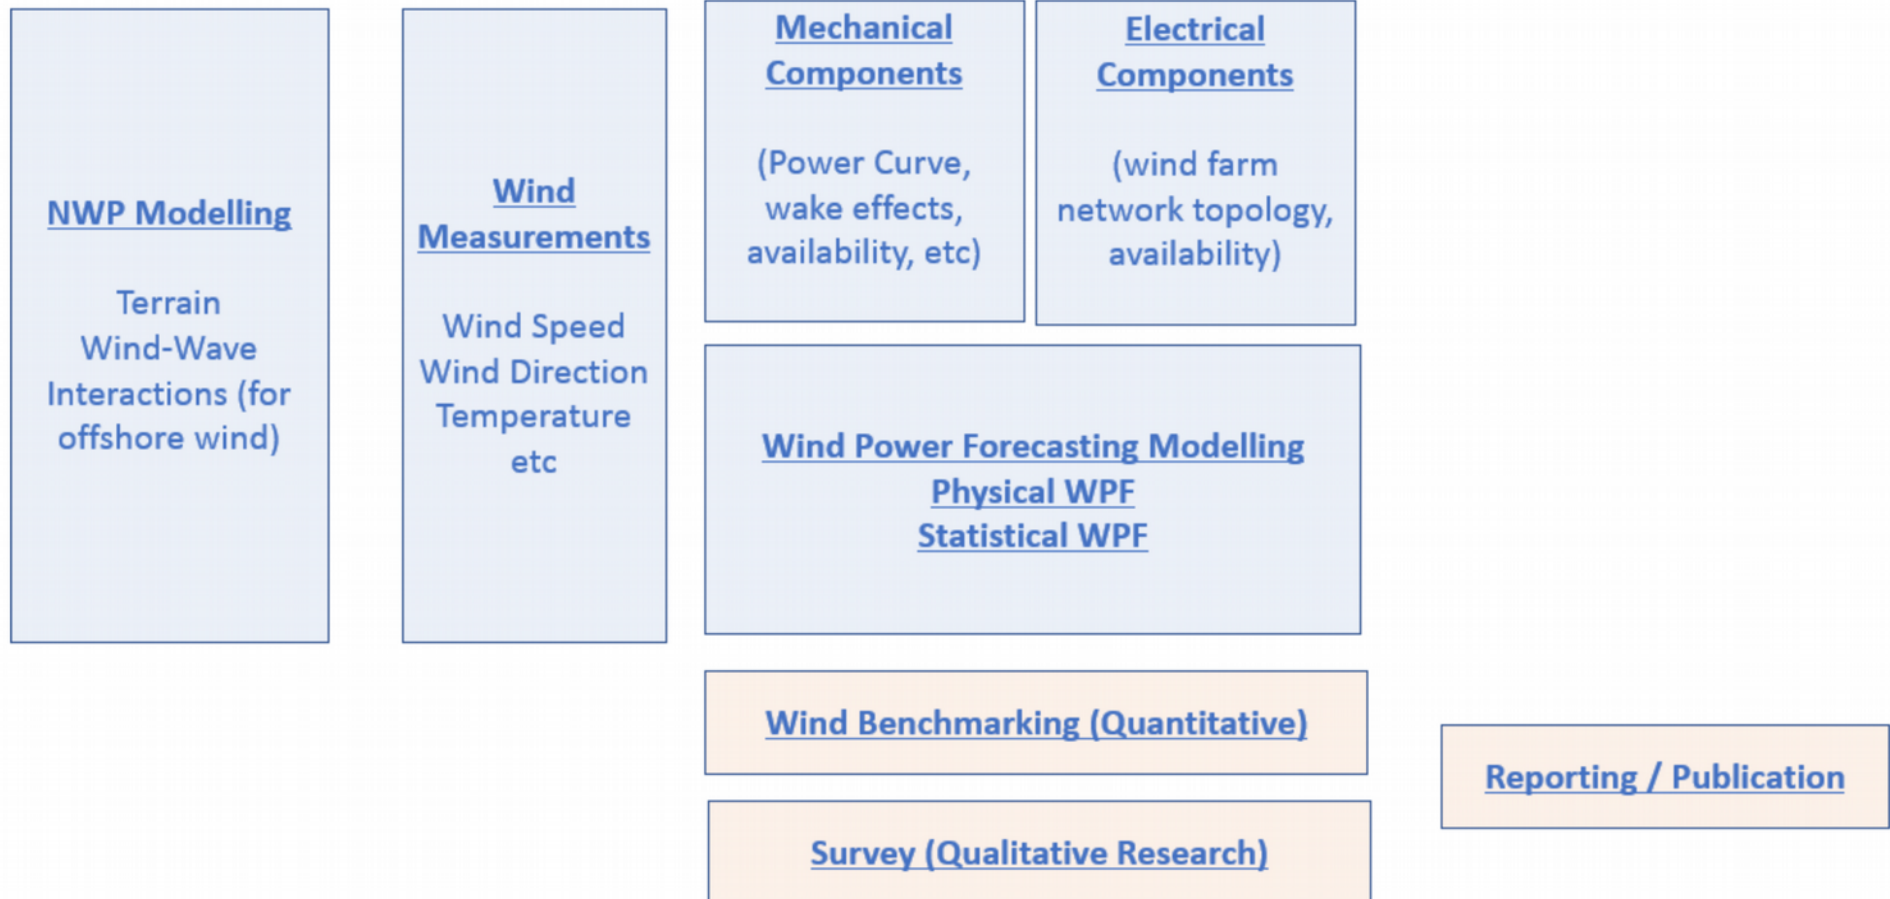 NWP Modelling
Terrain
Wind-Wave
Interactions (for
offshore wind)
Wind
Measurements
Wind Speed
Wind Direction
Temperature
etc
Mechanical
Components
(Power Curve,
wake effects,
availability, etc)
Electrical
Components
(wind farm
network topology,
availability)
Wind Power Forecasting Modelling
Physical WPF
Statistical WPF
Wind Benchmarking (Quantitative)
Survey (Qualitative Research)
Reporting / Publication